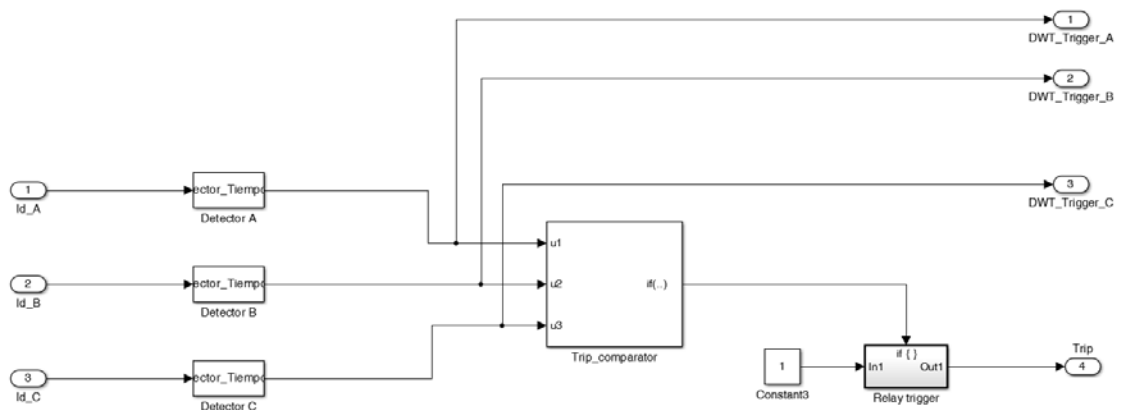 1
DWT_Trigger_A
2
DWT_Trigger_B
1
Id_A
ector_Tiempo
Detector A
3
DWT_Trigger_C
u1
2
Id_B
ector_Tiempo
Detector B
u2
if(..)
u3
Trip_comparator
3
Id_C
ector_Tiempo
Detector C
1
Constant3
if { }
In1
Out1
Relay trigger
Trip
4